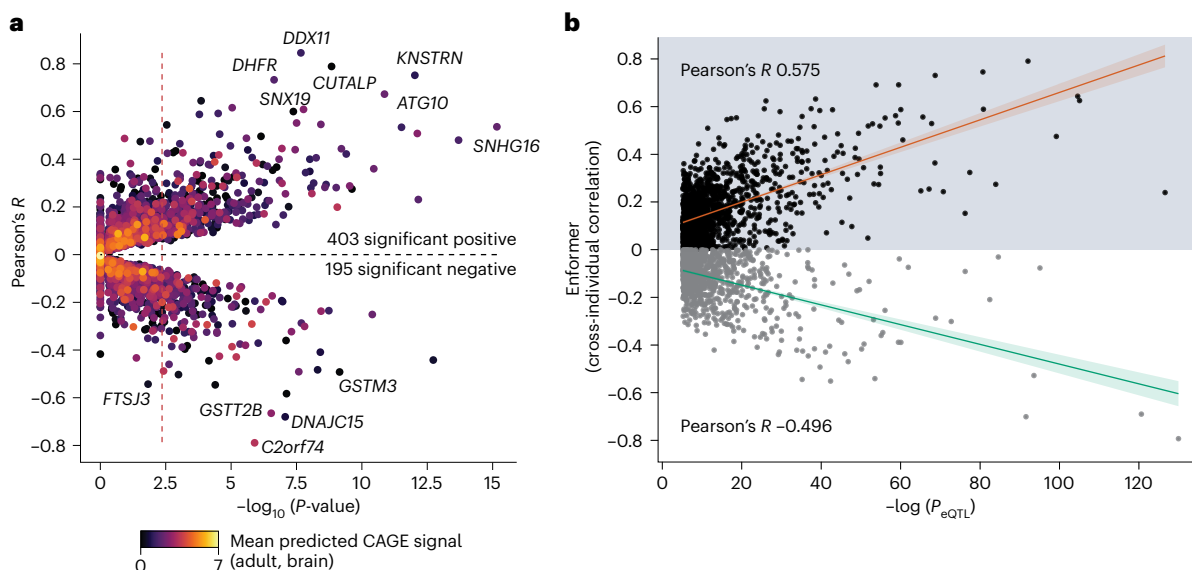 a
Pearson's R
0.8
0.6
0.4
0.2
0
−0.2
−0.4
−0.6
−0.8
DDX11
DHFR
CUTALP
KNSTRN
SNX19
ATG10
SNHG16
403 significant positive
195 significant negative
FTSJ3
GSTM3
GSTT2B
DNAJC15
C2orf74
0 2.5 5.0 7.5 10.0 12.5 15
–log10 (P-value)
0 7
Mean predicted CAGE signal
(adult, brain)
b
Enformer
(cross-individual correlation)
0.8
0.6
0.4
0.2
0
−0.2
−0.4
−0.6
−0.8
Pearson's R 0.575
Pearson's R –0.496
0 20 40 60 80 100 120
–log (PeQTL)